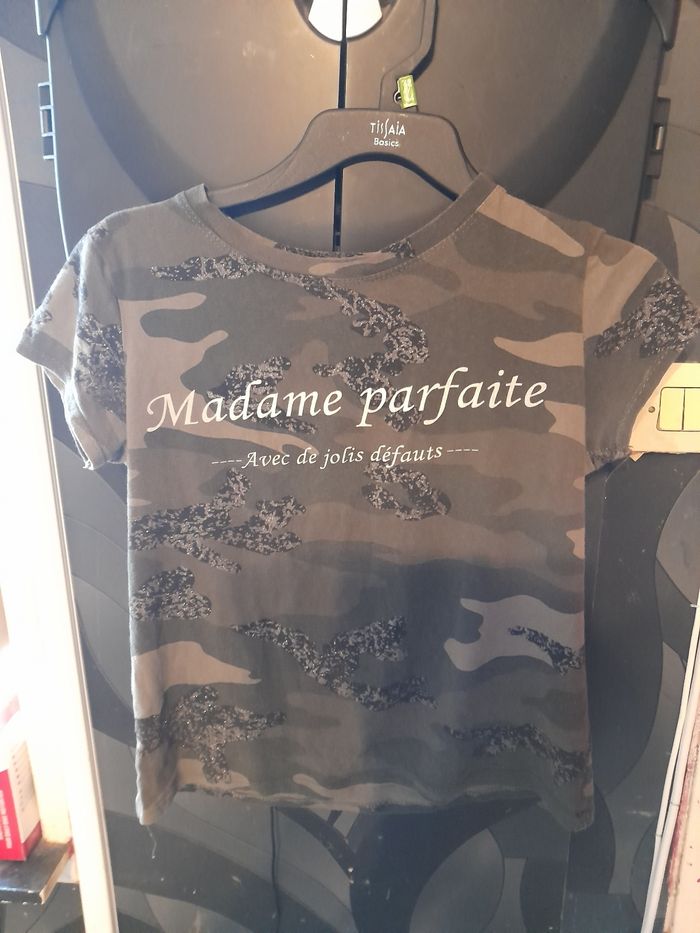 TISSAIA
Basics
Madame parfaite
----Avec de jolis défauts----